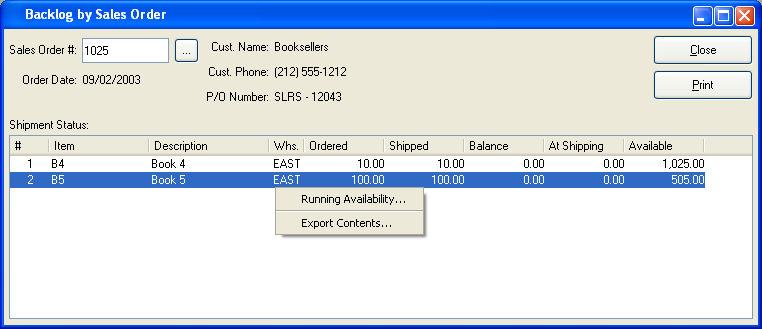 Backlog by Sales Order
Sales Order #: 1025 ... Cust. Name: Booksellers Close
Order Date: 09/02/2003 Cust. Phone: (212) 555-1212 Print
P/O Number: SLRS - 12043
Shipment Status:
# Item Description Whs. Ordered Shipped Balance At Shipping Available
1 B4 Book 4 EAST 10.00 10.00 0.00 0.00 1,025.00
2 B5 Book 5 EAST 100.00 100.00 0.00 0.00 505.00
Running Availability...
Export Contents...